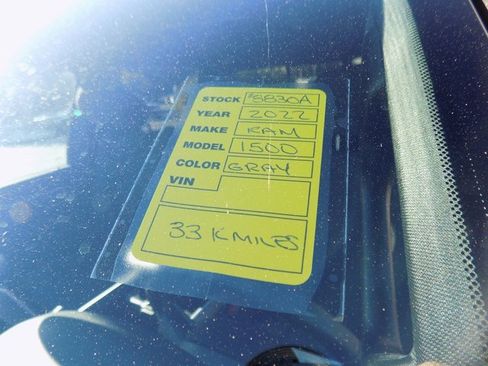 STOCK #8830A
YEAR 2022
MAKE RAM
MODEL 1500
COLOR GRAY
VIN
33 K MILES